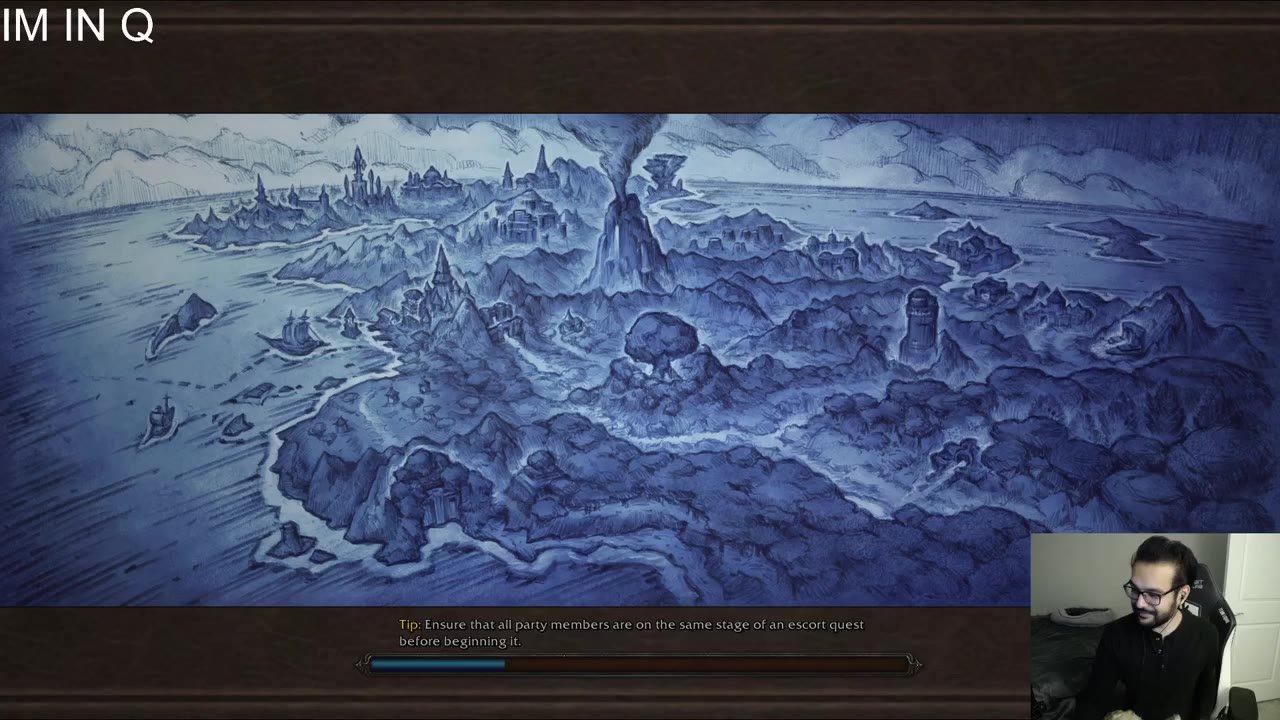 IM IN Q
Tip: Ensure that all party members are on the same stage of an escort quest
before beginning it.